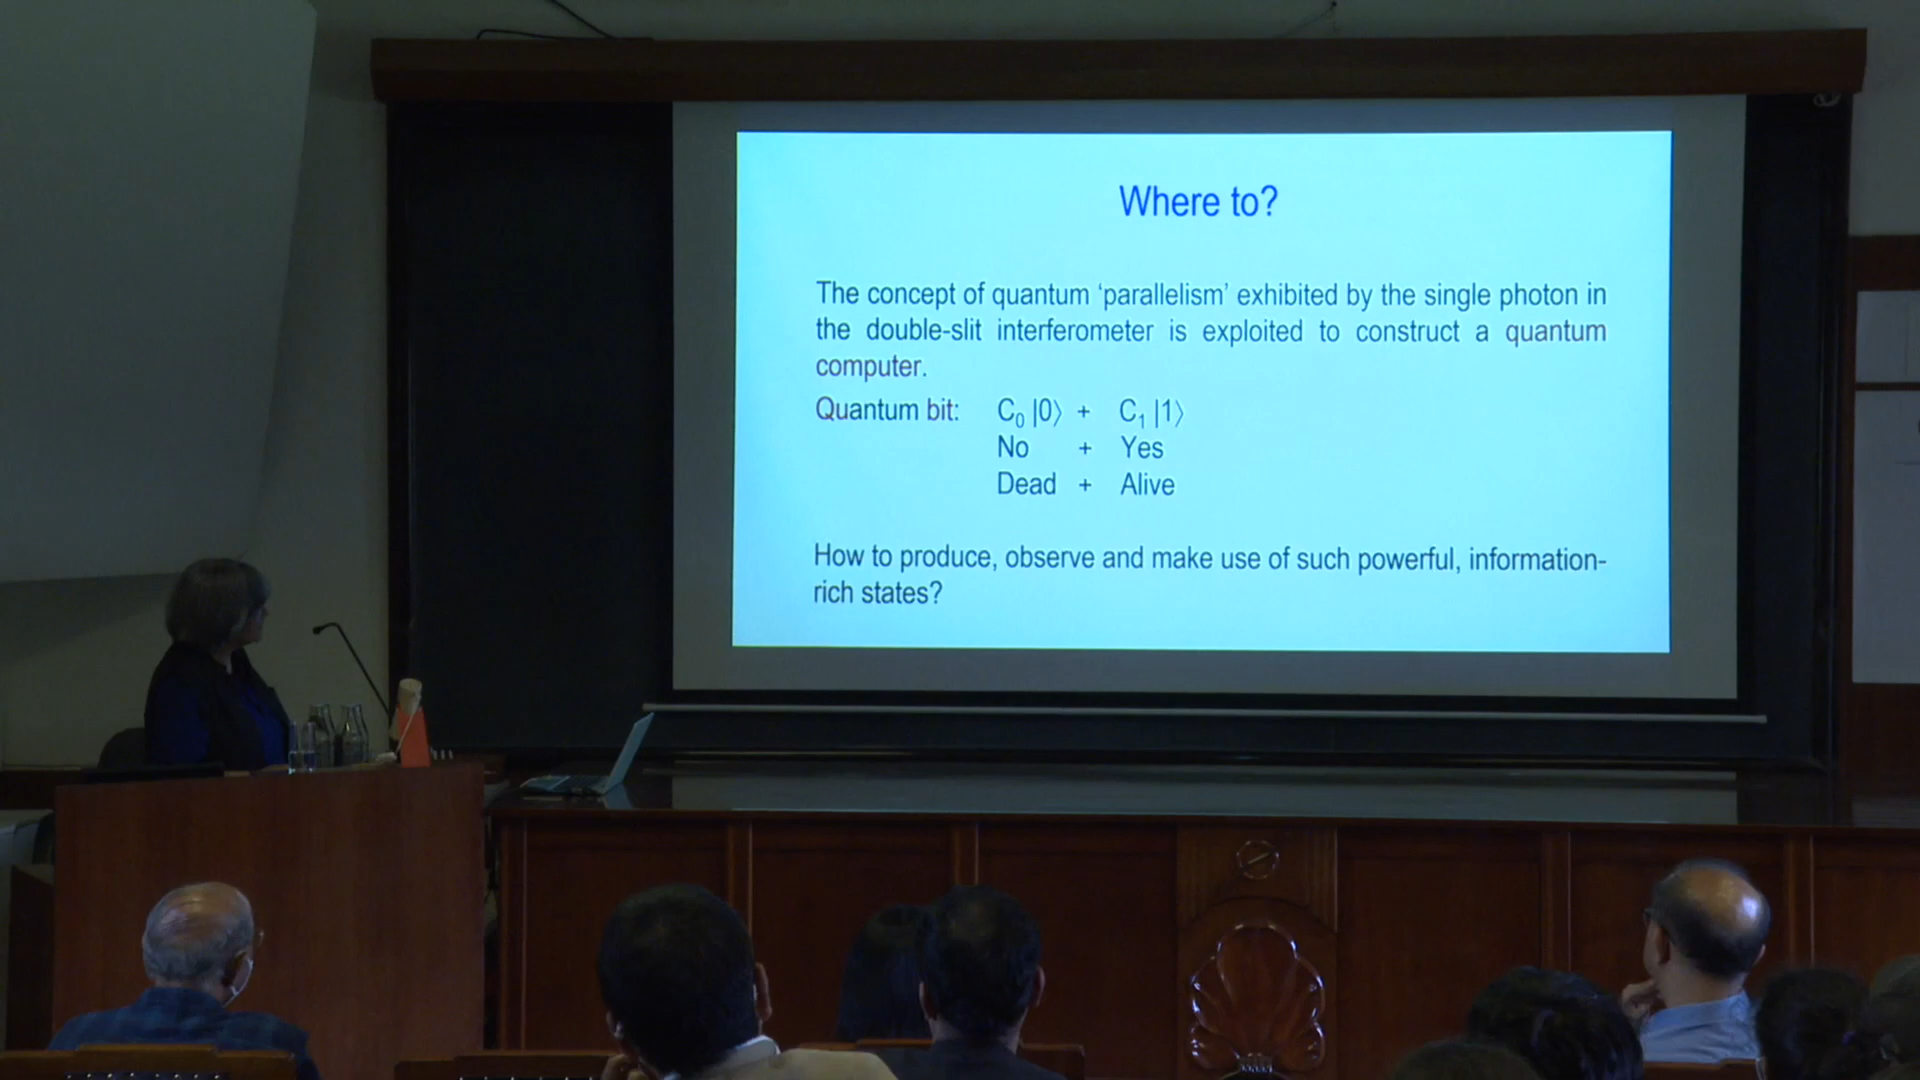 Where to?
The concept of quantum ‘parallelism’ exhibited by the single photon in
the double-slit interferometer is exploited to construct a quantum
computer.
Quantum bit: C₀ |0⟩ + C₁ |1⟩
No + Yes
Dead + Alive
How to produce, observe and make use of such powerful, information-
rich states?